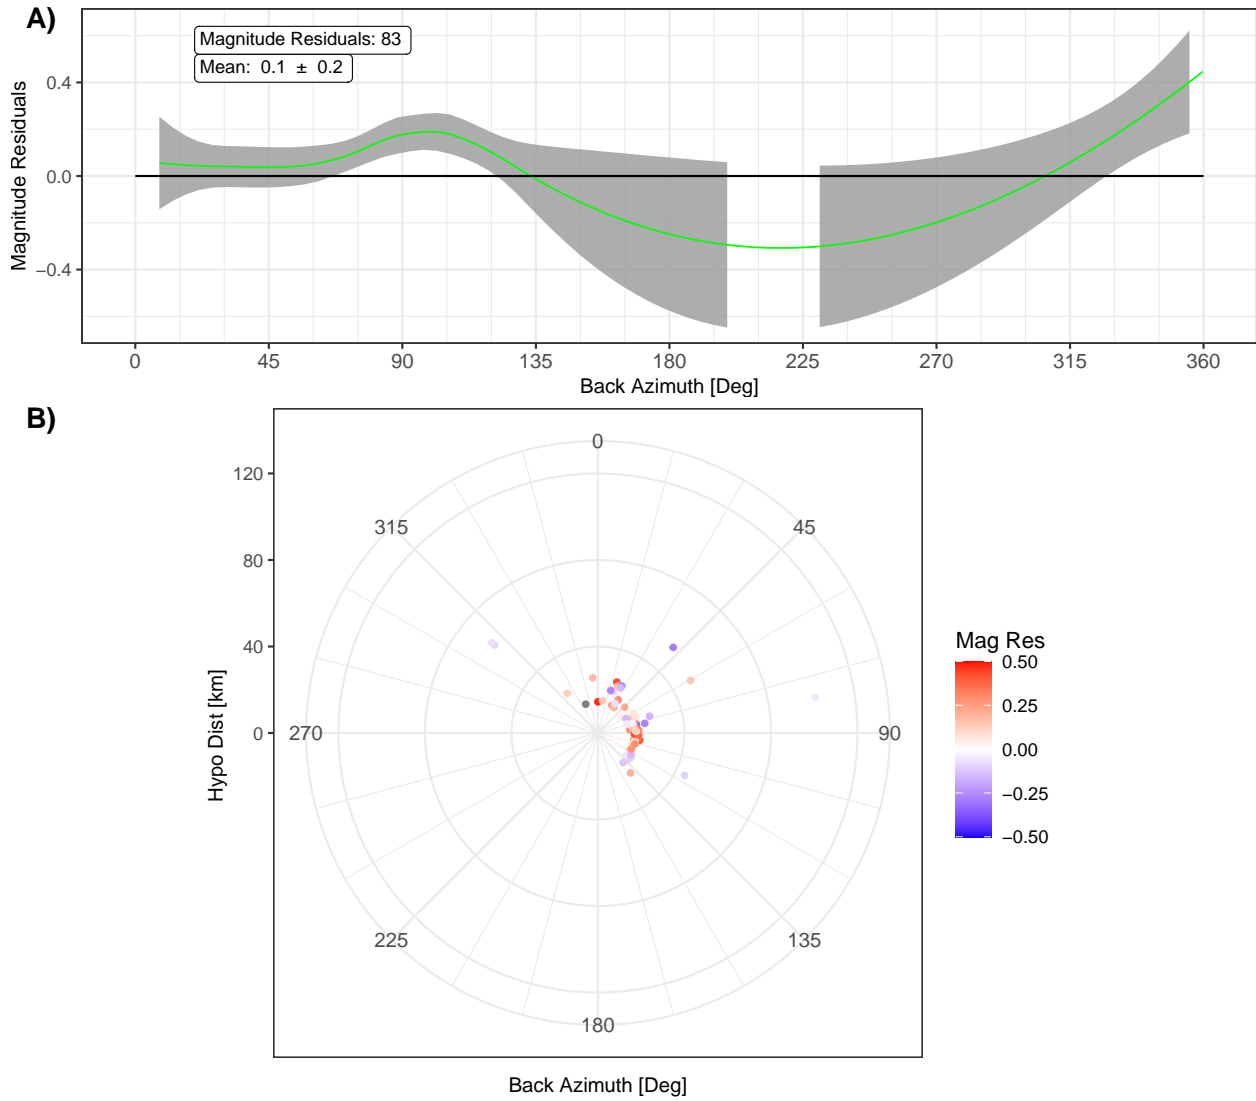 A)
Magnitude Residuals: 83
Mean:  0.1  ±  0.2
Magnitude Residuals
0.4
0.0
−0.4
0 45 90 135 180 225 270 315 360
Back Azimuth [Deg]
B)
Hypo Dist [km]
120
80
40
0
0
45
90
135
180
225
270
315
Back Azimuth [Deg]
Mag Res
0.50
0.25
0.00
−0.25
−0.50